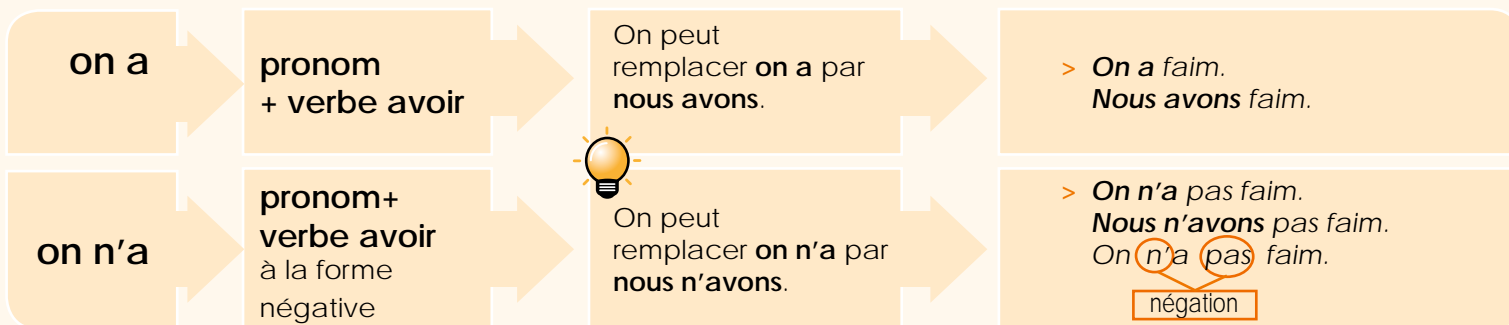 on a
pronom
+ verbe avoir
On peut
remplacer on a par
nous avons.
> On a faim.
Nous avons faim.
on n'a
pronom+
verbe avoir
à la forme
négative
On peut
remplacer on n'a par
nous n'avons.
> On n'a pas faim.
Nous n'avons pas faim.
On n'a pas faim.
négation